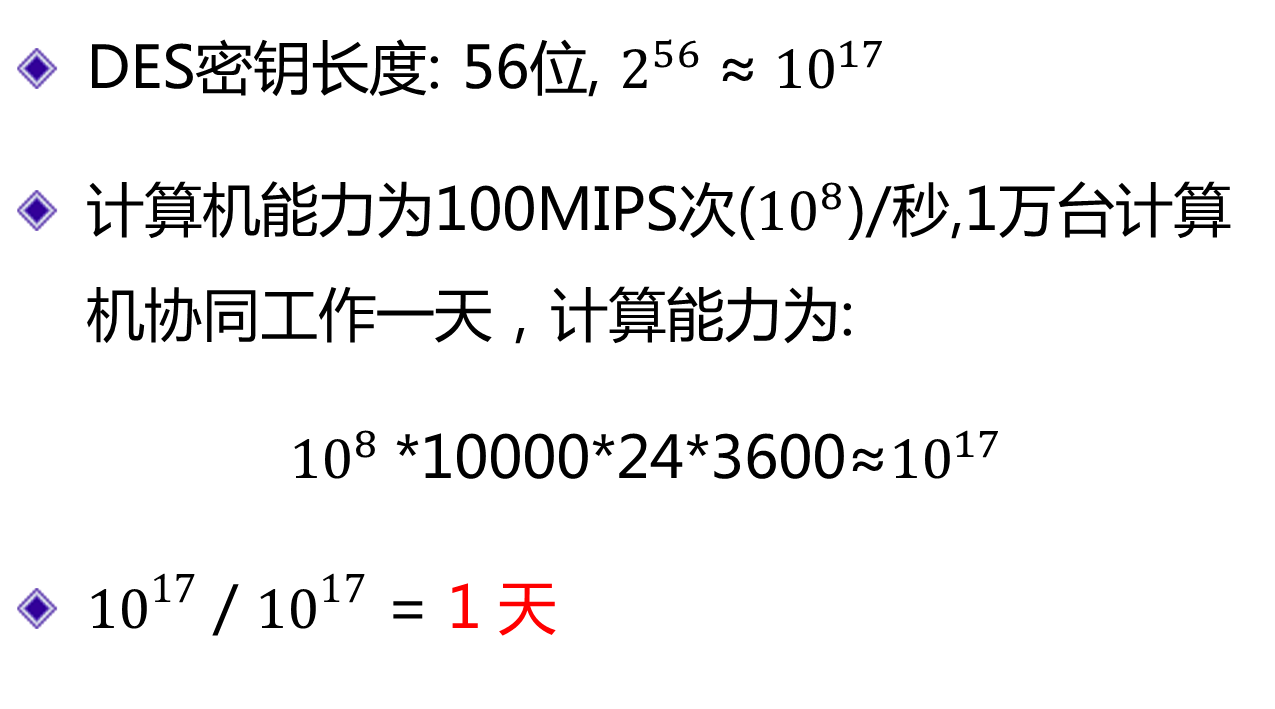 DES密钥长度: 56位, 2⁵⁶ ≈ 10¹⁷
计算机能力为100MIPS次(10⁸)/秒,1万台计算
机协同工作一天，计算能力为:
10⁸ *10000*24*3600≈10¹⁷
10¹⁷ / 10¹⁷ = 1 天